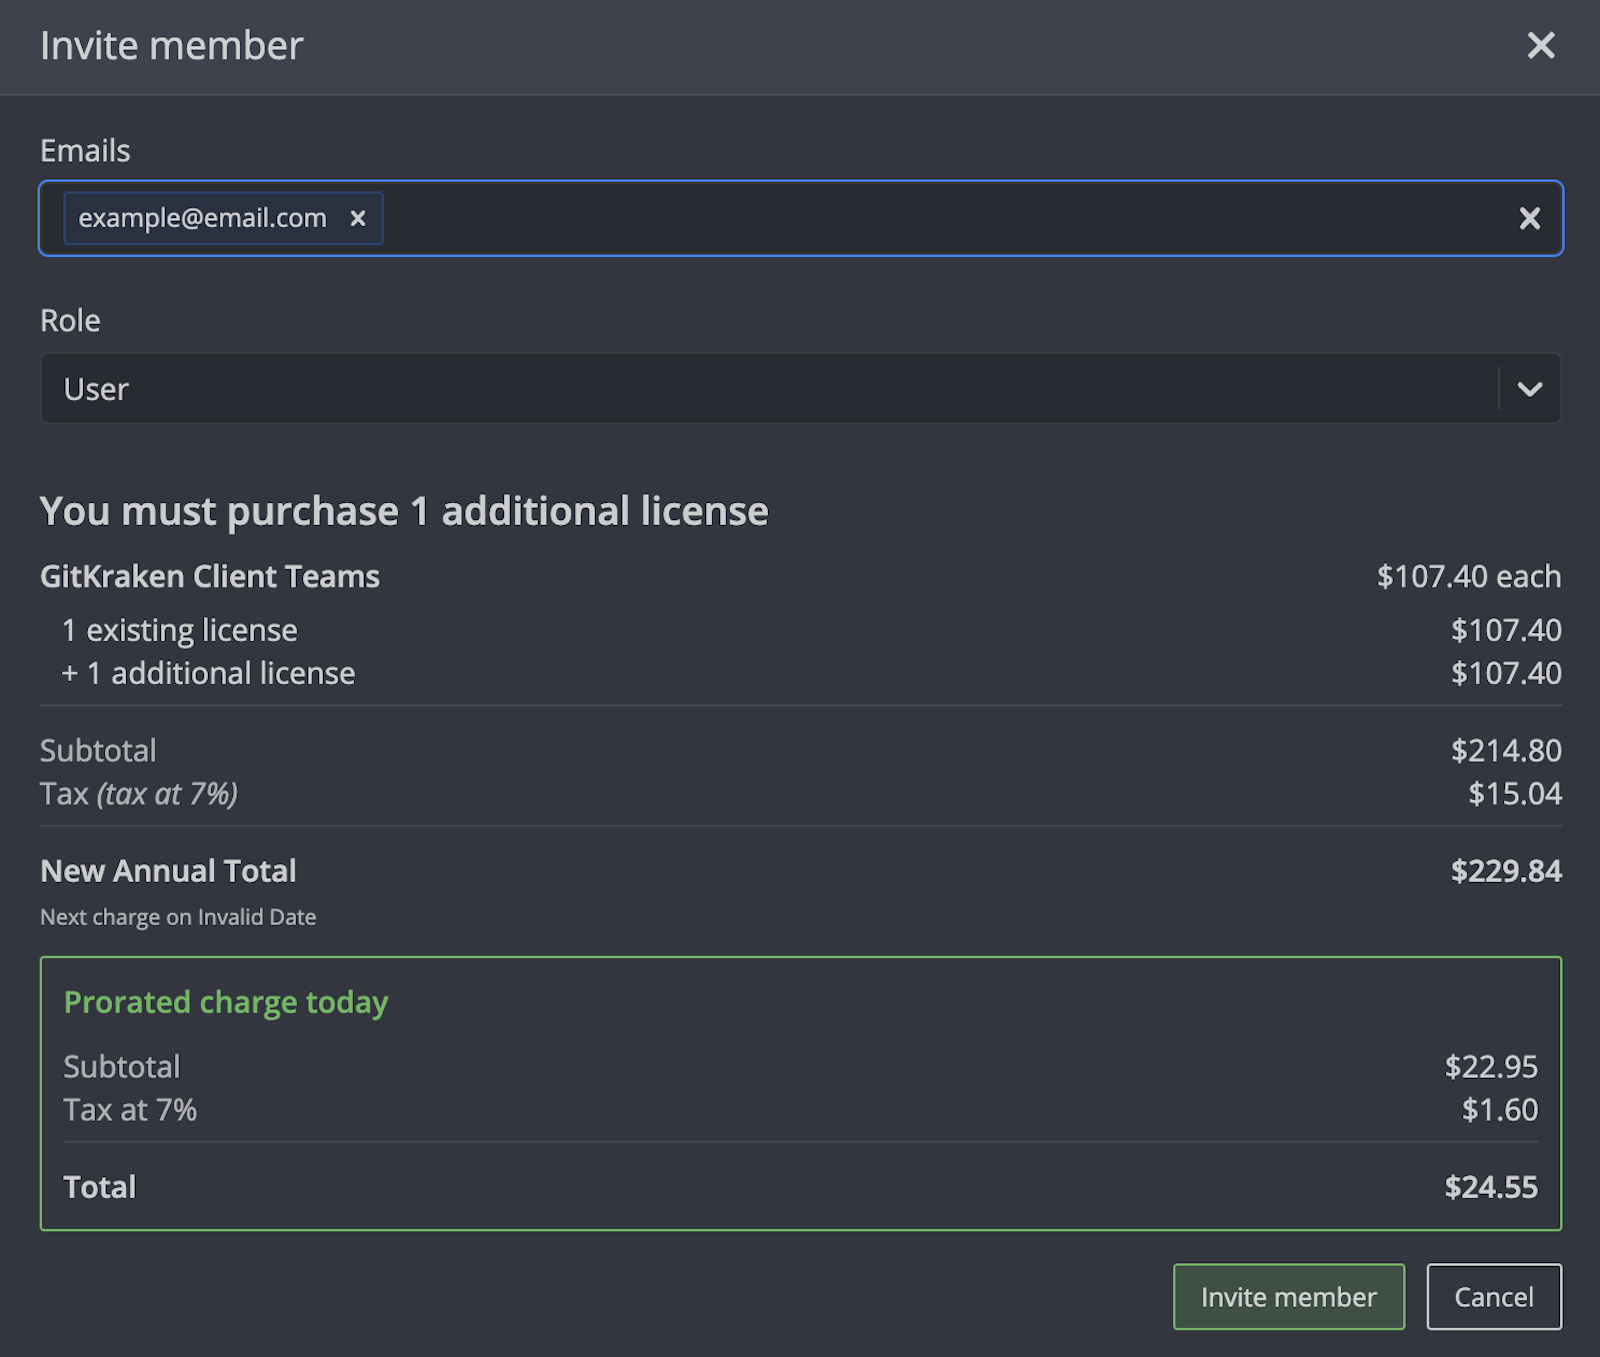 Invite member
Emails
example@email.com
Role
User
You must purchase 1 additional license
GitKraken Client Teams $107.40 each
1 existing license $107.40
+ 1 additional license $107.40
Subtotal $214.80
Tax (tax at 7%) $15.04
New Annual Total $229.84
Next charge on Invalid Date
Prorated charge today
Subtotal $22.95
Tax at 7% $1.60
Total $24.55
Invite member Cancel